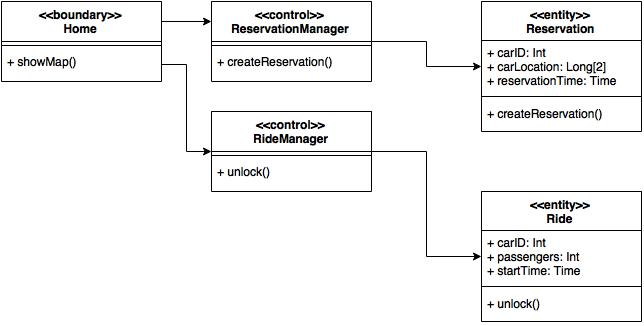 <<boundary>>
Home
+ showMap()
<<control>>
ReservationManager
+ createReservation()
<<entity>>
Reservation
+ carID: Int
+ carLocation: Long[2]
+ reservationTime: Time
+ createReservation()
<<control>>
RideManager
+ unlock()
<<entity>>
Ride
+ carID: Int
+ passengers: Int
+ startTime: Time
+ unlock()